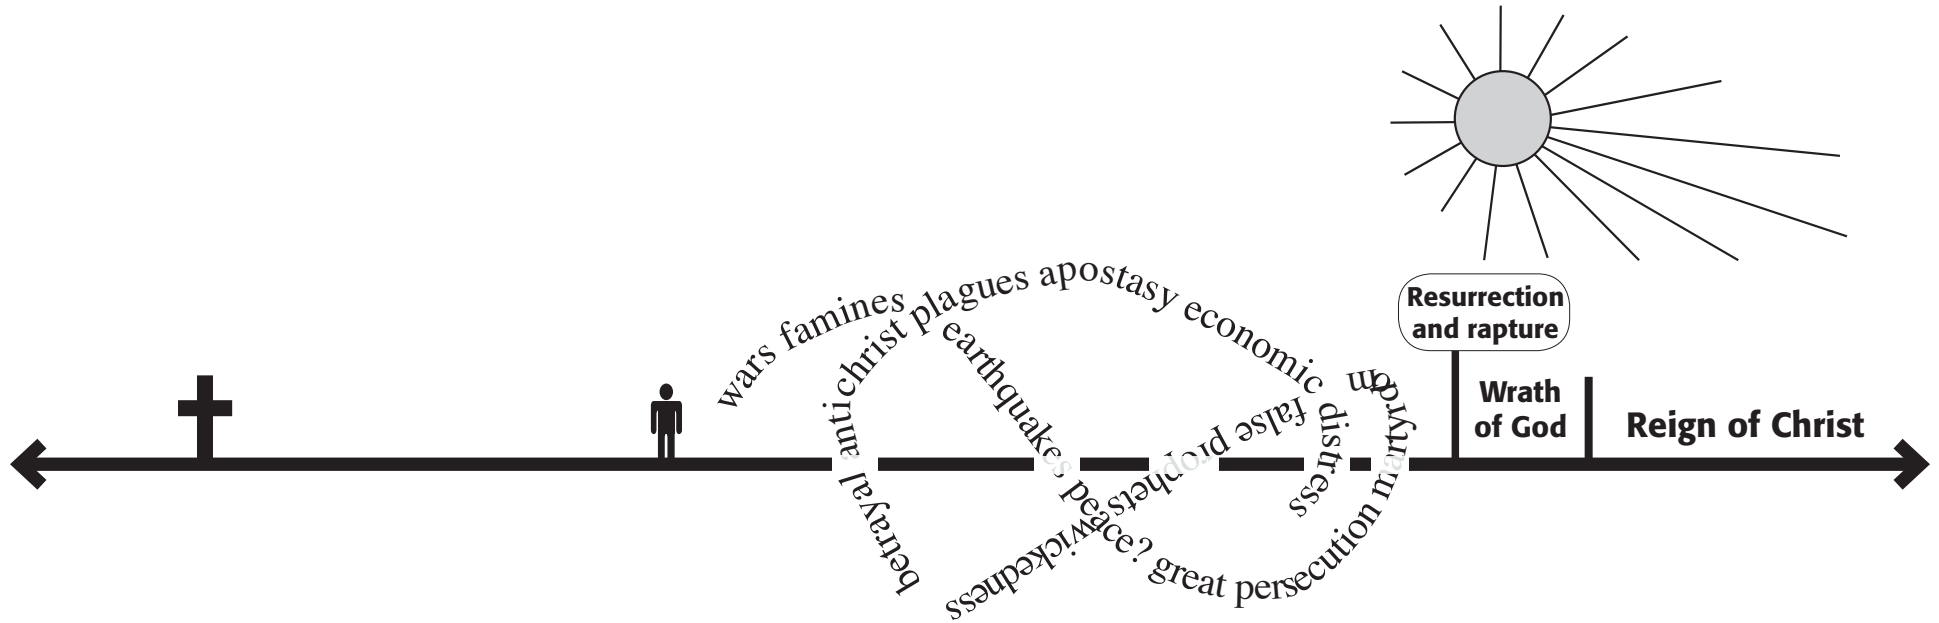 wars famines earthquakes peace? great persecution martyrdom false prophets wickedness betrayal antichrist plagues apostasy economic distress
Resurrection
and rapture
Wrath
of God
Reign of Christ